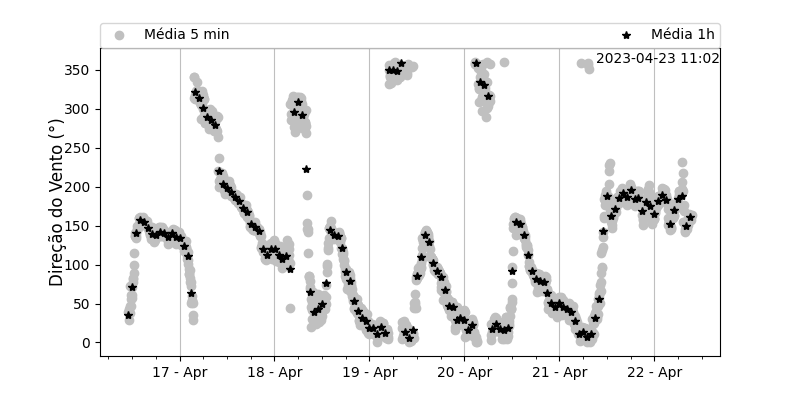 Média 5 min
Média 1h
2023-04-23 11:02
Direção do Vento (°)
350
300
250
200
150
100
50
0
17 - Apr
18 - Apr
19 - Apr
20 - Apr
21 - Apr
22 - Apr